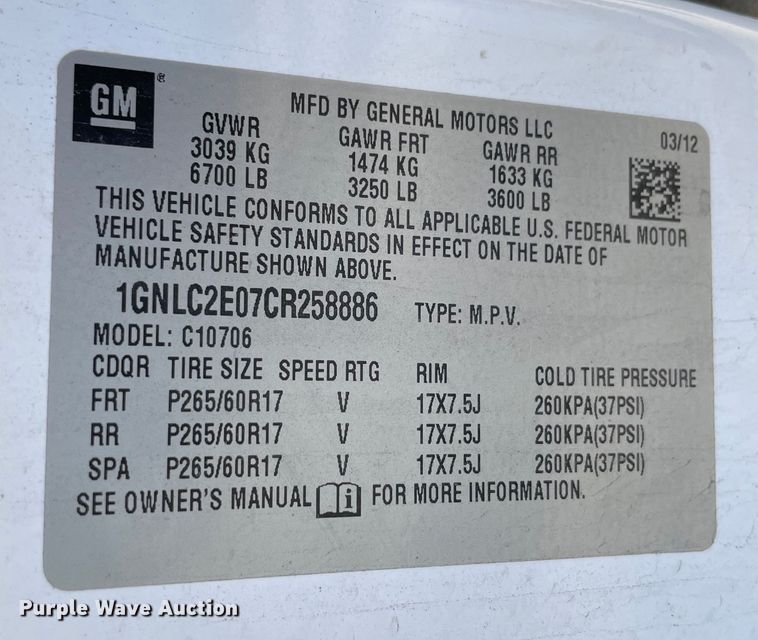 GM®
MFD BY GENERAL MOTORS LLC
03/12
GVWR GAWR FRT GAWR RR
3039 KG 1474 KG 1633 KG
6700 LB 3250 LB 3600 LB
THIS VEHICLE CONFORMS TO ALL APPLICABLE U.S. FEDERAL MOTOR
VEHICLE SAFETY STANDARDS IN EFFECT ON THE DATE OF
MANUFACTURE SHOWN ABOVE.
1GNLC2E07CR258886 TYPE: M.P.V.
MODEL: C10706
CDQR TIRE SIZE SPEED RTG RIM COLD TIRE PRESSURE
FRT P265/60R17 V 17X7.5J 260KPA(37PSI)
RR P265/60R17 V 17X7.5J 260KPA(37PSI)
SPA P265/60R17 V 17X7.5J 260KPA(37PSI)
SEE OWNER'S MANUAL i FOR MORE INFORMATION.
Purple Wave Auction